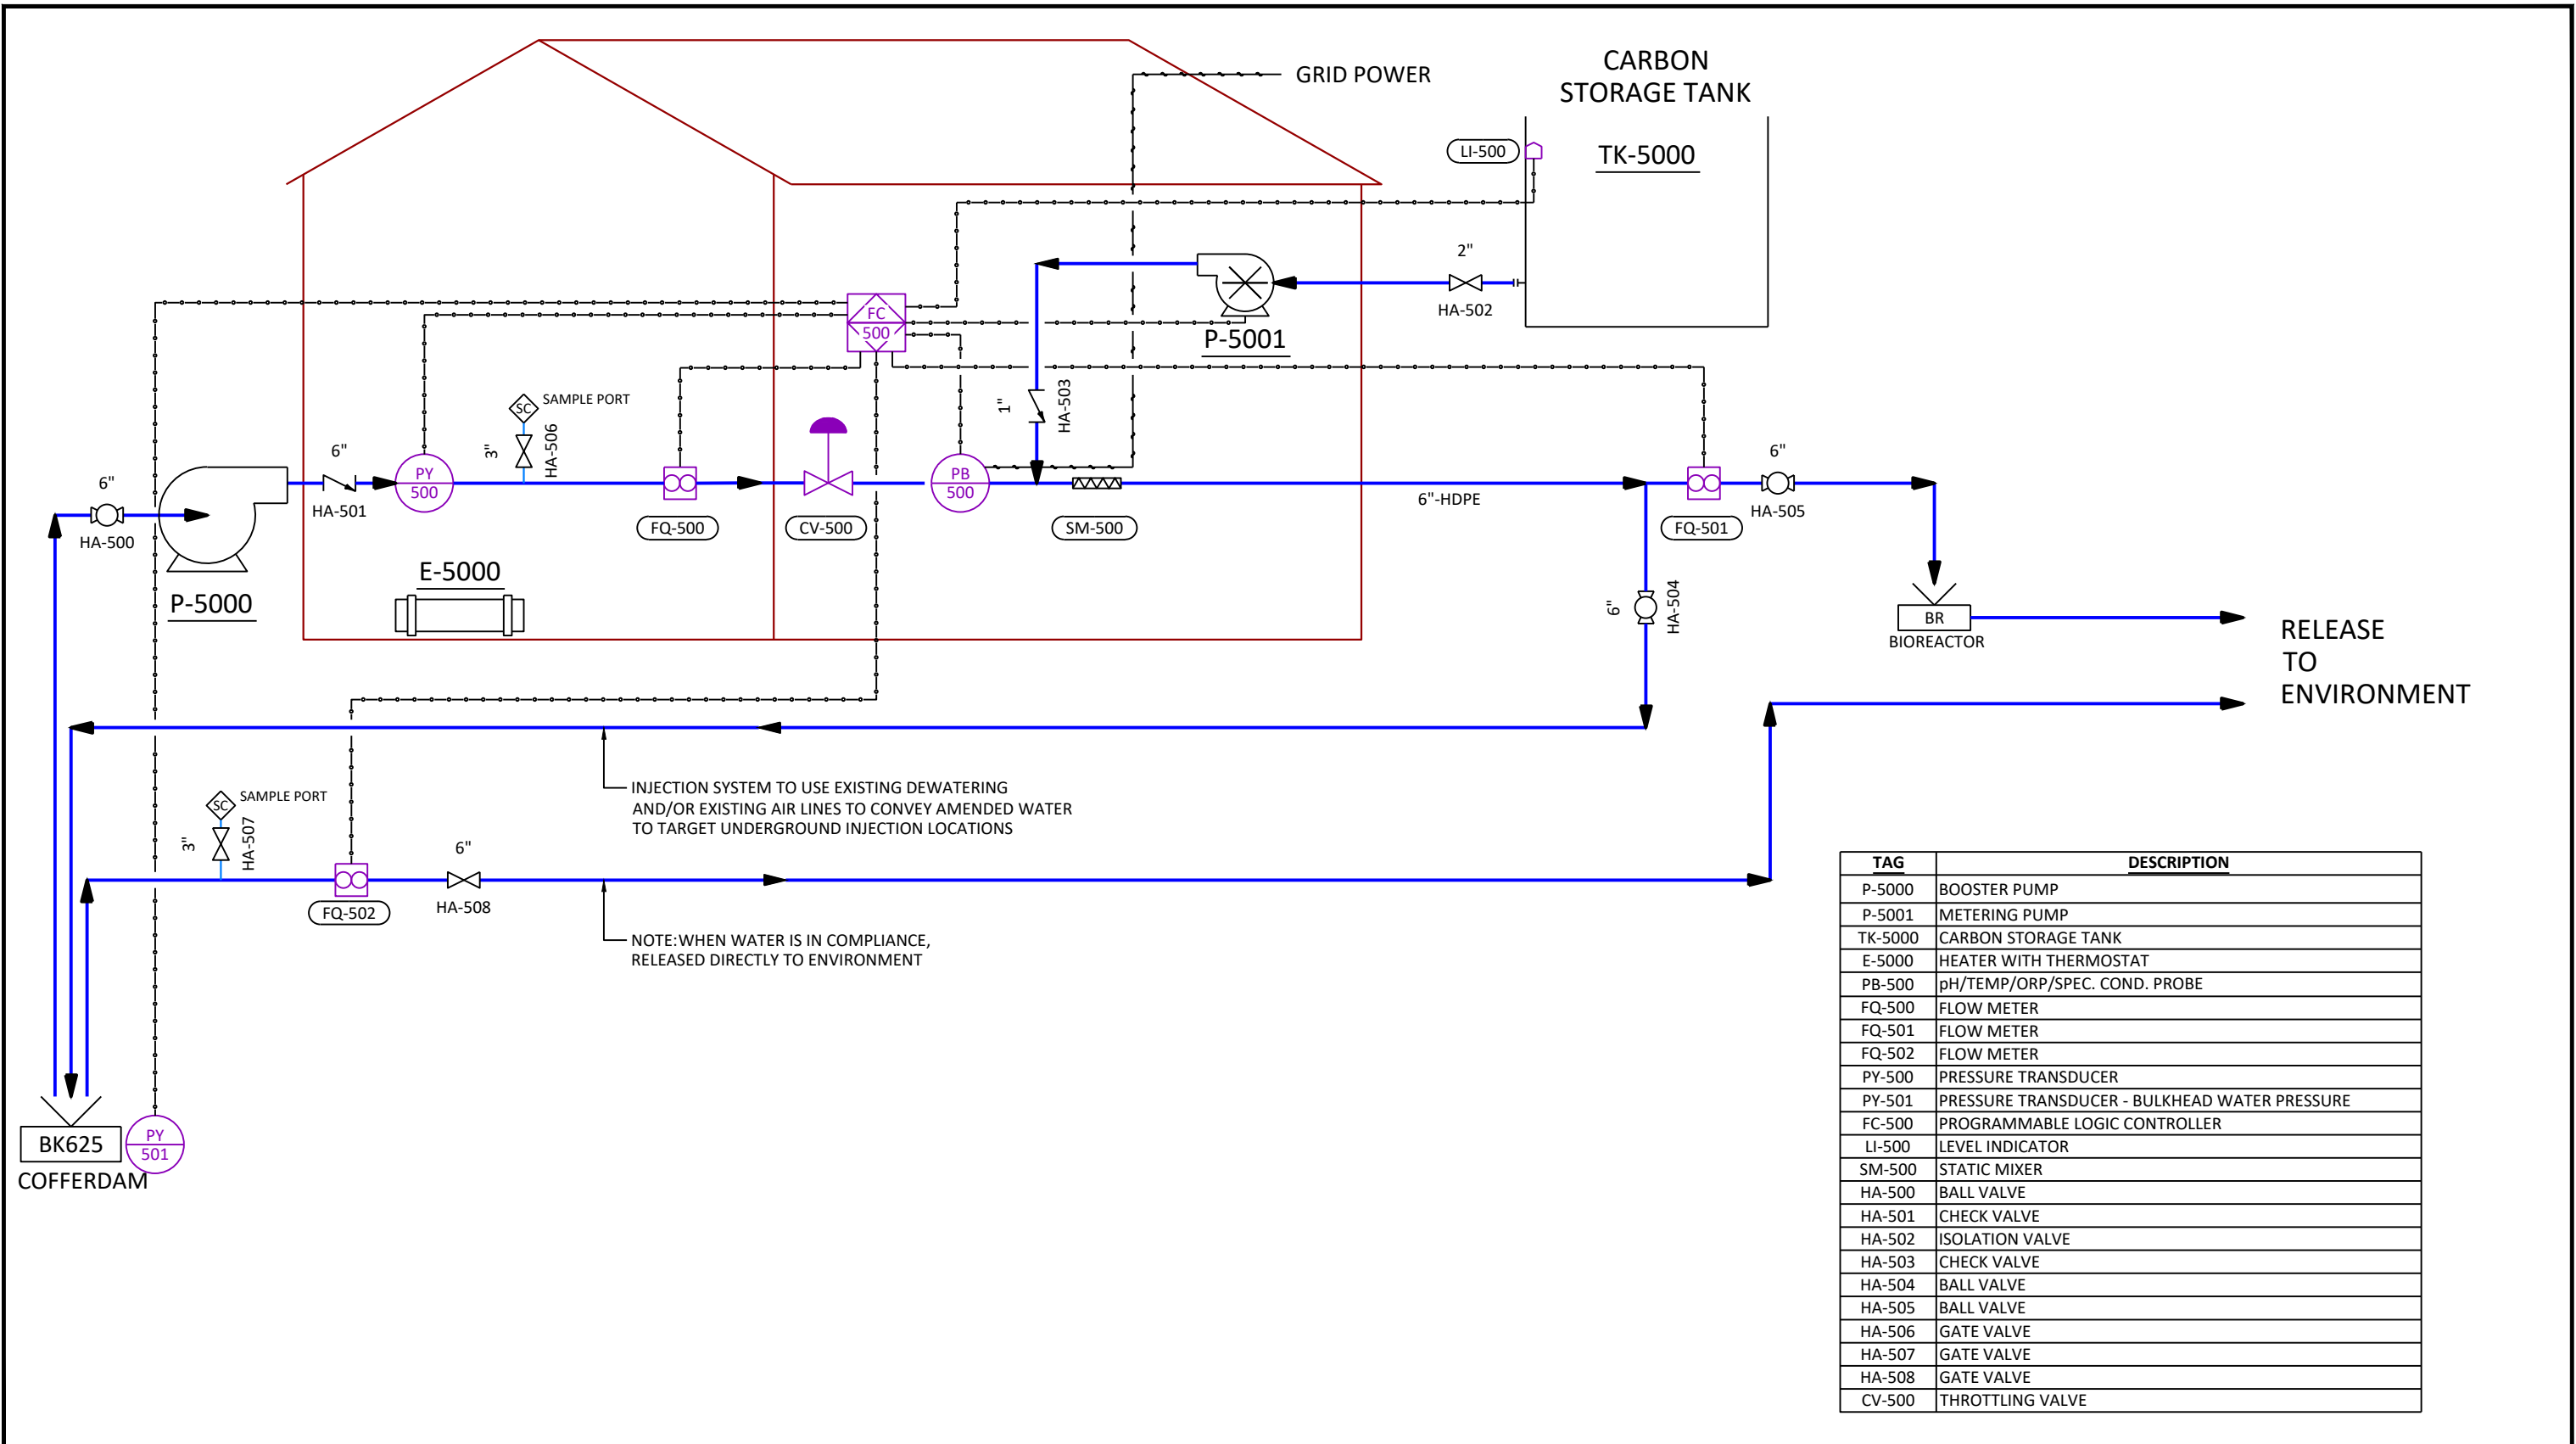 GRID POWER
CARBON
STORAGE TANK
TK-5000
LI-500
2"
HA-502
P-5001
FC
500
1"
HA-503
SC
SAMPLE PORT
3"
HA-506
6"
HA-500
P-5000
6"
HA-501
PY
500
FQ-500
CV-500
PB
500
SM-500
6"-HDPE
FQ-501
6"
HA-505
E-5000
6"
HA-504
BR
BIOREACTOR
RELEASE
TO
ENVIRONMENT
INJECTION SYSTEM TO USE EXISTING DEWATERING
AND/OR EXISTING AIR LINES TO CONVEY AMENDED WATER
TO TARGET UNDERGROUND INJECTION LOCATIONS
SC
SAMPLE PORT
3"
HA-507
FQ-502
6"
HA-508
NOTE:WHEN WATER IS IN COMPLIANCE,
RELEASED DIRECTLY TO ENVIRONMENT
BK625
COFFERDAM
PY
501
TAG DESCRIPTION
P-5000 BOOSTER PUMP
P-5001 METERING PUMP
TK-5000 CARBON STORAGE TANK
E-5000 HEATER WITH THERMOSTAT
PB-500 pH/TEMP/ORP/SPEC. COND. PROBE
FQ-500 FLOW METER
FQ-501 FLOW METER
FQ-502 FLOW METER
PY-500 PRESSURE TRANSDUCER
PY-501 PRESSURE TRANSDUCER - BULKHEAD WATER PRESSURE
FC-500 PROGRAMMABLE LOGIC CONTROLLER
LI-500 LEVEL INDICATOR
SM-500 STATIC MIXER
HA-500 BALL VALVE
HA-501 CHECK VALVE
HA-502 ISOLATION VALVE
HA-503 CHECK VALVE
HA-504 BALL VALVE
HA-505 BALL VALVE
HA-506 GATE VALVE
HA-507 GATE VALVE
HA-508 GATE VALVE
CV-500 THROTTLING VALVE